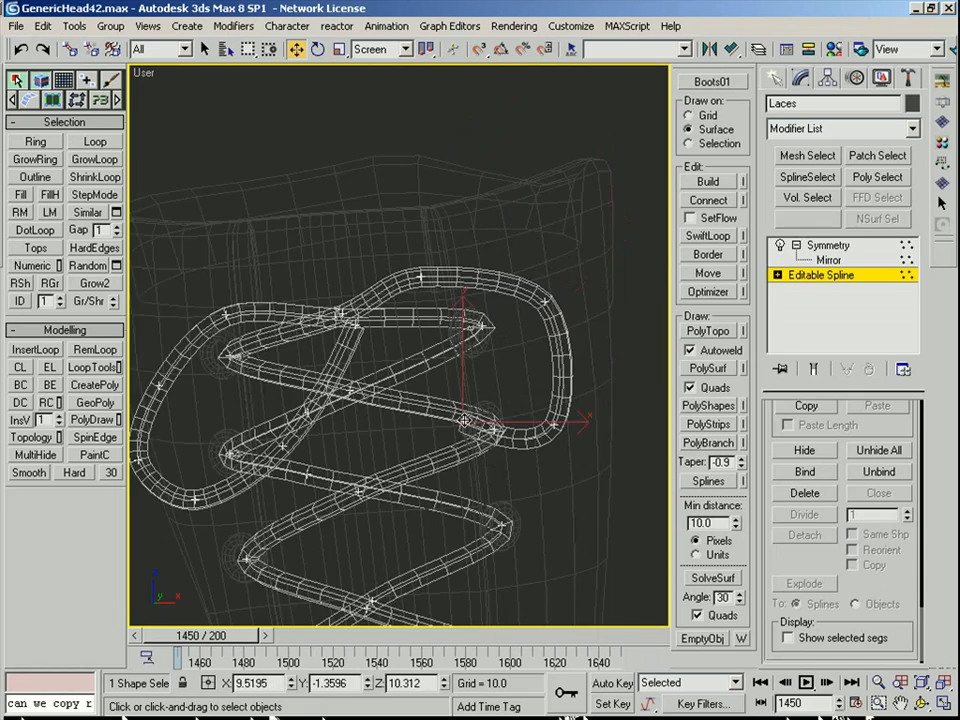 GenericHead42.max - Autodesk 3ds Max 8 SP1 - Network License
File Edit Tools Group Views Create Modifiers Character reactor Animation Graph Editors Rendering Customize MAXScript Help
All Screen View
User
Selection
Ring Loop
GrowRing GrowLoop
Outline ShrinkLoop
Fill FillH StepMode
RM LM Similar
DotLoop Gap 1
Tops HardEdges
Numeric Random
RSh RGr Grow2
ID 1 Gr/Shr
Modelling
InsertLoop RemLoop
CL EL LoopTools
BC BE CreatePoly
DC RC GeoPoly
InsV 1 PolyDraw
Topology SpinEdge
MultiHide PaintC
Smooth Hard 30
x
z
y x
Boots01
Draw on:
Grid
Surface
Selection
Edit:
Build
Connect
SetFlow
SwiftLoop
Border
Move
Optimizer
Draw:
PolyTopo
Autoweld
PolySurf
Quads
PolyShapes
PolyStrips
PolyBranch
Taper: -0.9
Splines
Min distance:
10.0
Pixels
Units
SolveSurf
Angle: 30
Quads
EmptyObj W
Laces
Modifier List
Mesh Select Patch Select
SplineSelect Poly Select
Vol. Select FFD Select
NSurf Sel
Symmetry
Mirror
Editable Spline
Copy Paste
Paste Length
Hide Unhide All
Bind Unbind
Delete Close
Divide 1
Detach Same Shp
Reorient
Copy
Explode
To: Splines Objects
Display:
Show selected segs
1450 / 200
1460 1480 1500 1520 1540 1560 1580 1600 1620 1640
1 Shape Sele X: 9.5195 Y: -1.3596 Z: 10.312 Grid = 10.0 Auto Key Selected
can we copy r Click or click-and-drag to select objects Add Time Tag Set Key Key Filters... 1450